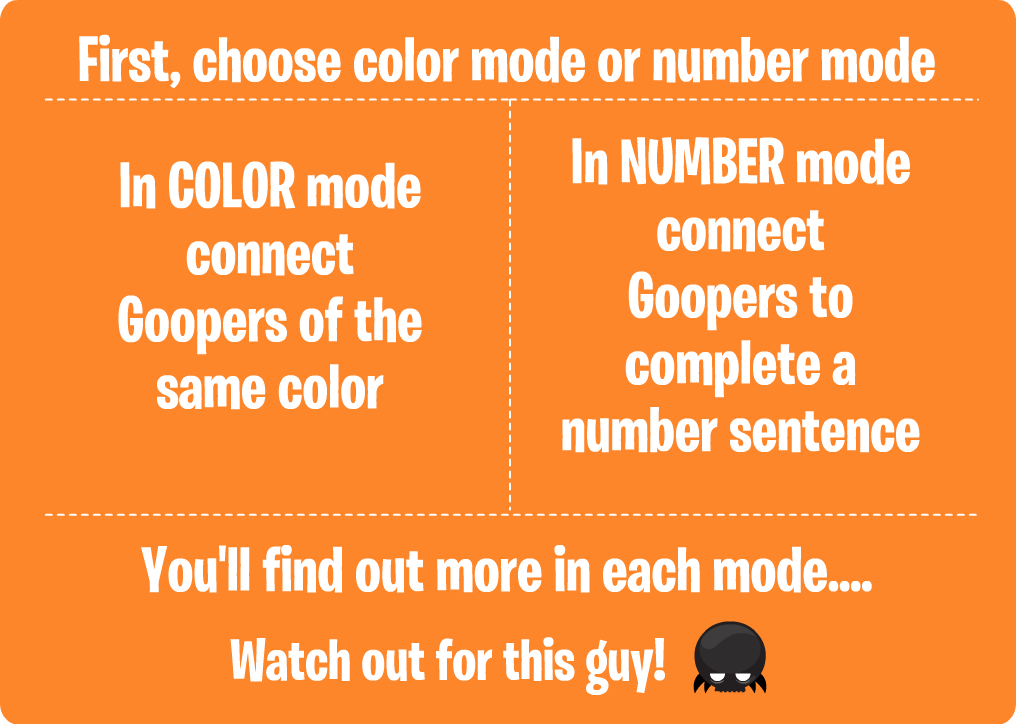 First, choose color mode or number mode
In COLOR mode
connect
Goopers of the
same color
In NUMBER mode
connect
Goopers to
complete a
number sentence
You'll find out more in each mode....
Watch out for this guy!